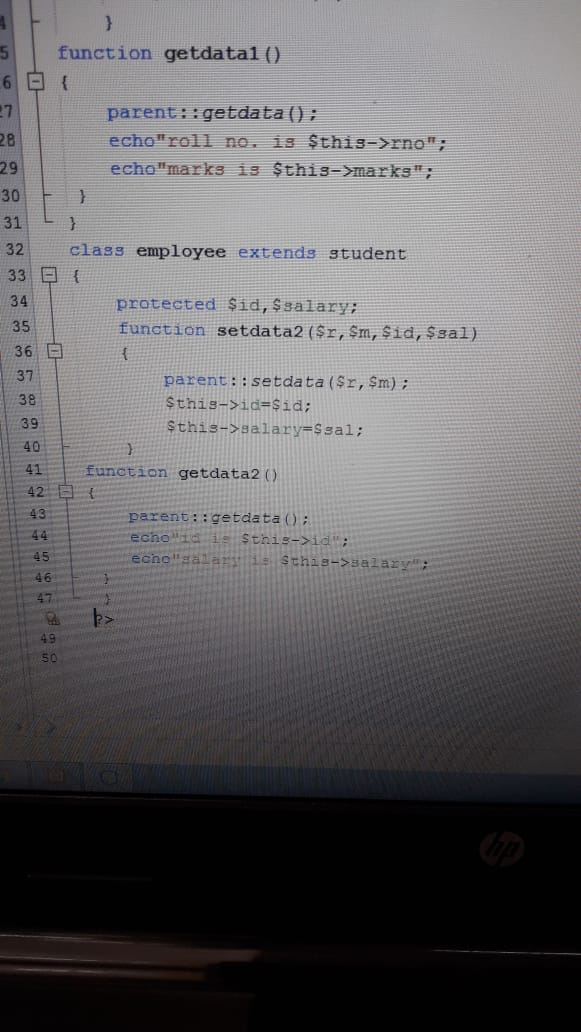 }
5 function getdata1()
6 {
27 parent::getdata();
28 echo"roll no. is $this->rno";
29 echo"marks is $this->marks";
30 }
31 }
32 class employee extends student
33 {
34 protected $id,$salary;
35 function setdata2($r,$m,$id,$sal)
36 {
37 parent::setdata($r,$m);
38 $this->id=$id;
39 $this->salary=$sal;
40 }
41 function getdata2()
42 {
43 parent::getdata();
44 echo"id is $this->id";
45 echo"salary is $this->salary";
46 }
47 }
?>
49
50
hp